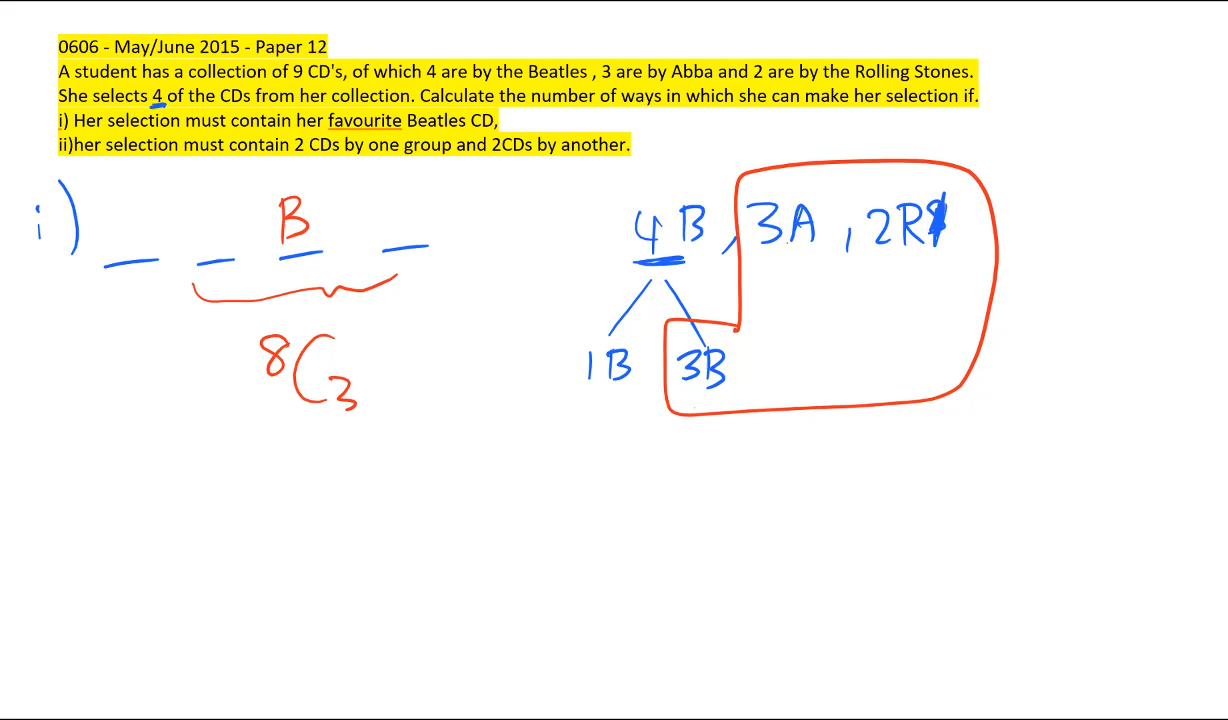 0606 - May/June 2015 - Paper 12
A student has a collection of 9 CD's, of which 4 are by the Beatles , 3 are by Abba and 2 are by the Rolling Stones.
She selects 4 of the CDs from her collection. Calculate the number of ways in which she can make her selection if.
i) Her selection must contain her favourite Beatles CD,
ii)her selection must contain 2 CDs by one group and 2CDs by another.
i) B 4B, 3A, 2R
8C3 1B 3B